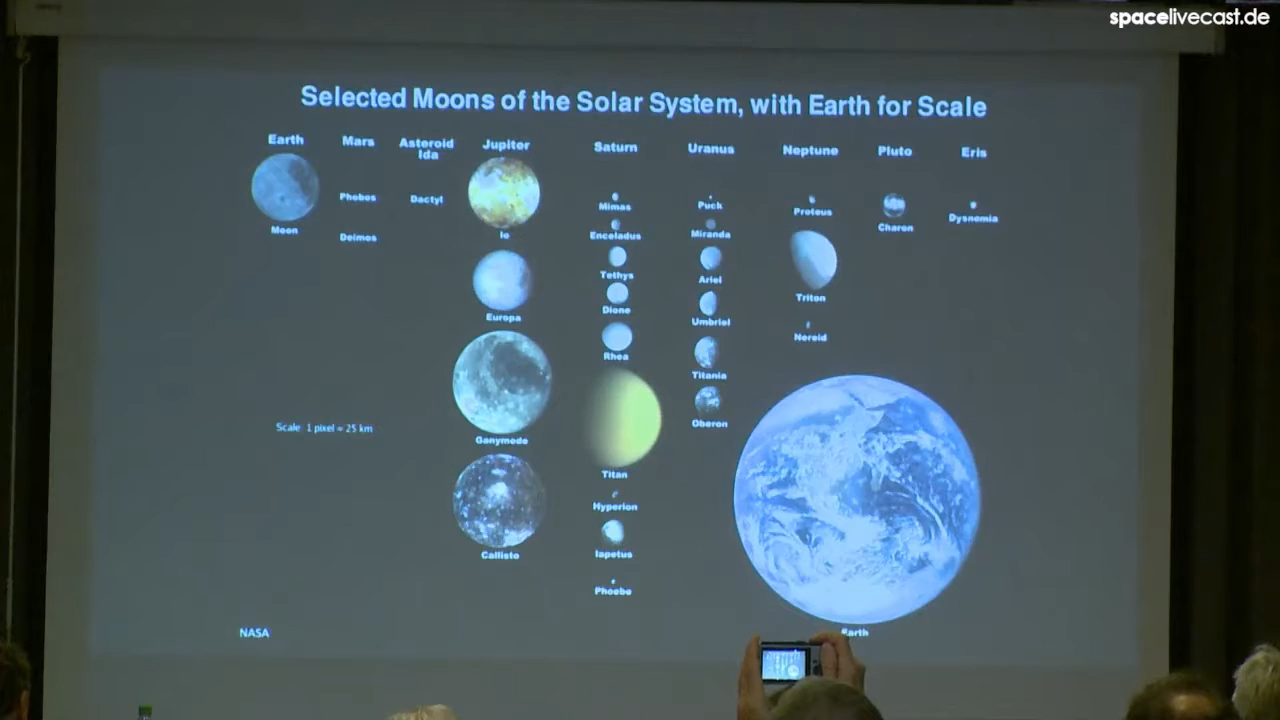 spacelivecast.de
Selected Moons of the Solar System, with Earth for Scale
Earth Mars Asteroid Ida Jupiter Saturn Uranus Neptune Pluto Eris
Moon
Phobos
Deimos
Dactyl
Io
Europa
Ganymede
Callisto
Mimas
Enceladus
Tethys
Dione
Rhea
Titan
Hyperion
Iapetus
Phoebe
Puck
Miranda
Ariel
Umbriel
Titania
Oberon
Proteus
Triton
Nereid
Charon
Dysnomia
Earth
Scale: 1 pixel = 25 km
NASA